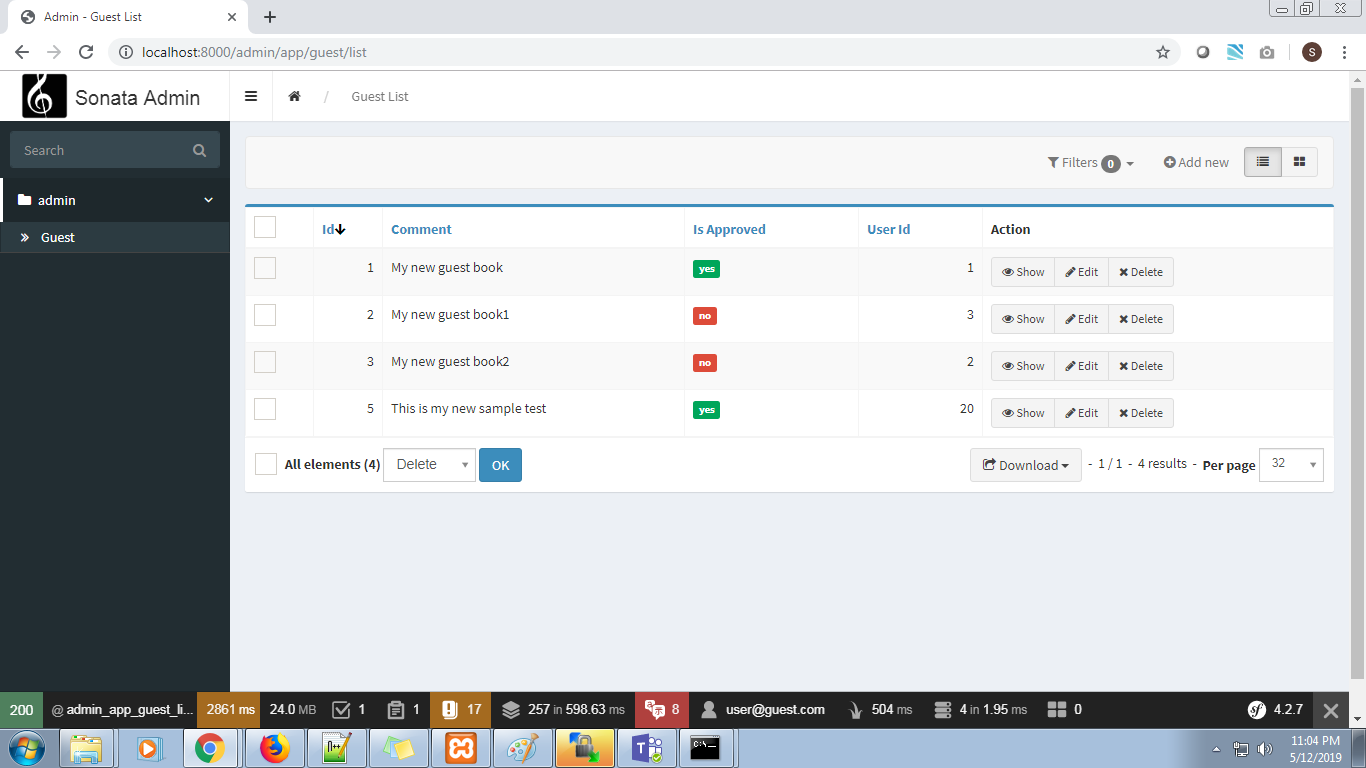 Admin - Guest List
localhost:8000/admin/app/guest/list
S
Sonata Admin
/ Guest List
Search
admin
Guest
Filters 0
Add new
Id Comment Is Approved User Id Action
1 My new guest book yes 1 Show Edit Delete
2 My new guest book1 no 3 Show Edit Delete
3 My new guest book2 no 2 Show Edit Delete
5 This is my new sample test yes 20 Show Edit Delete
All elements (4) Delete OK Download - 1 / 1 - 4 results - Per page 32
200 @ admin_app_guest_li... 2861 ms 24.0 MB 1 1 17 257 in 598.63 ms 8 user@guest.com 504 ms 4 in 1.95 ms 0 sf 4.2.7
11:04 PM
5/12/2019